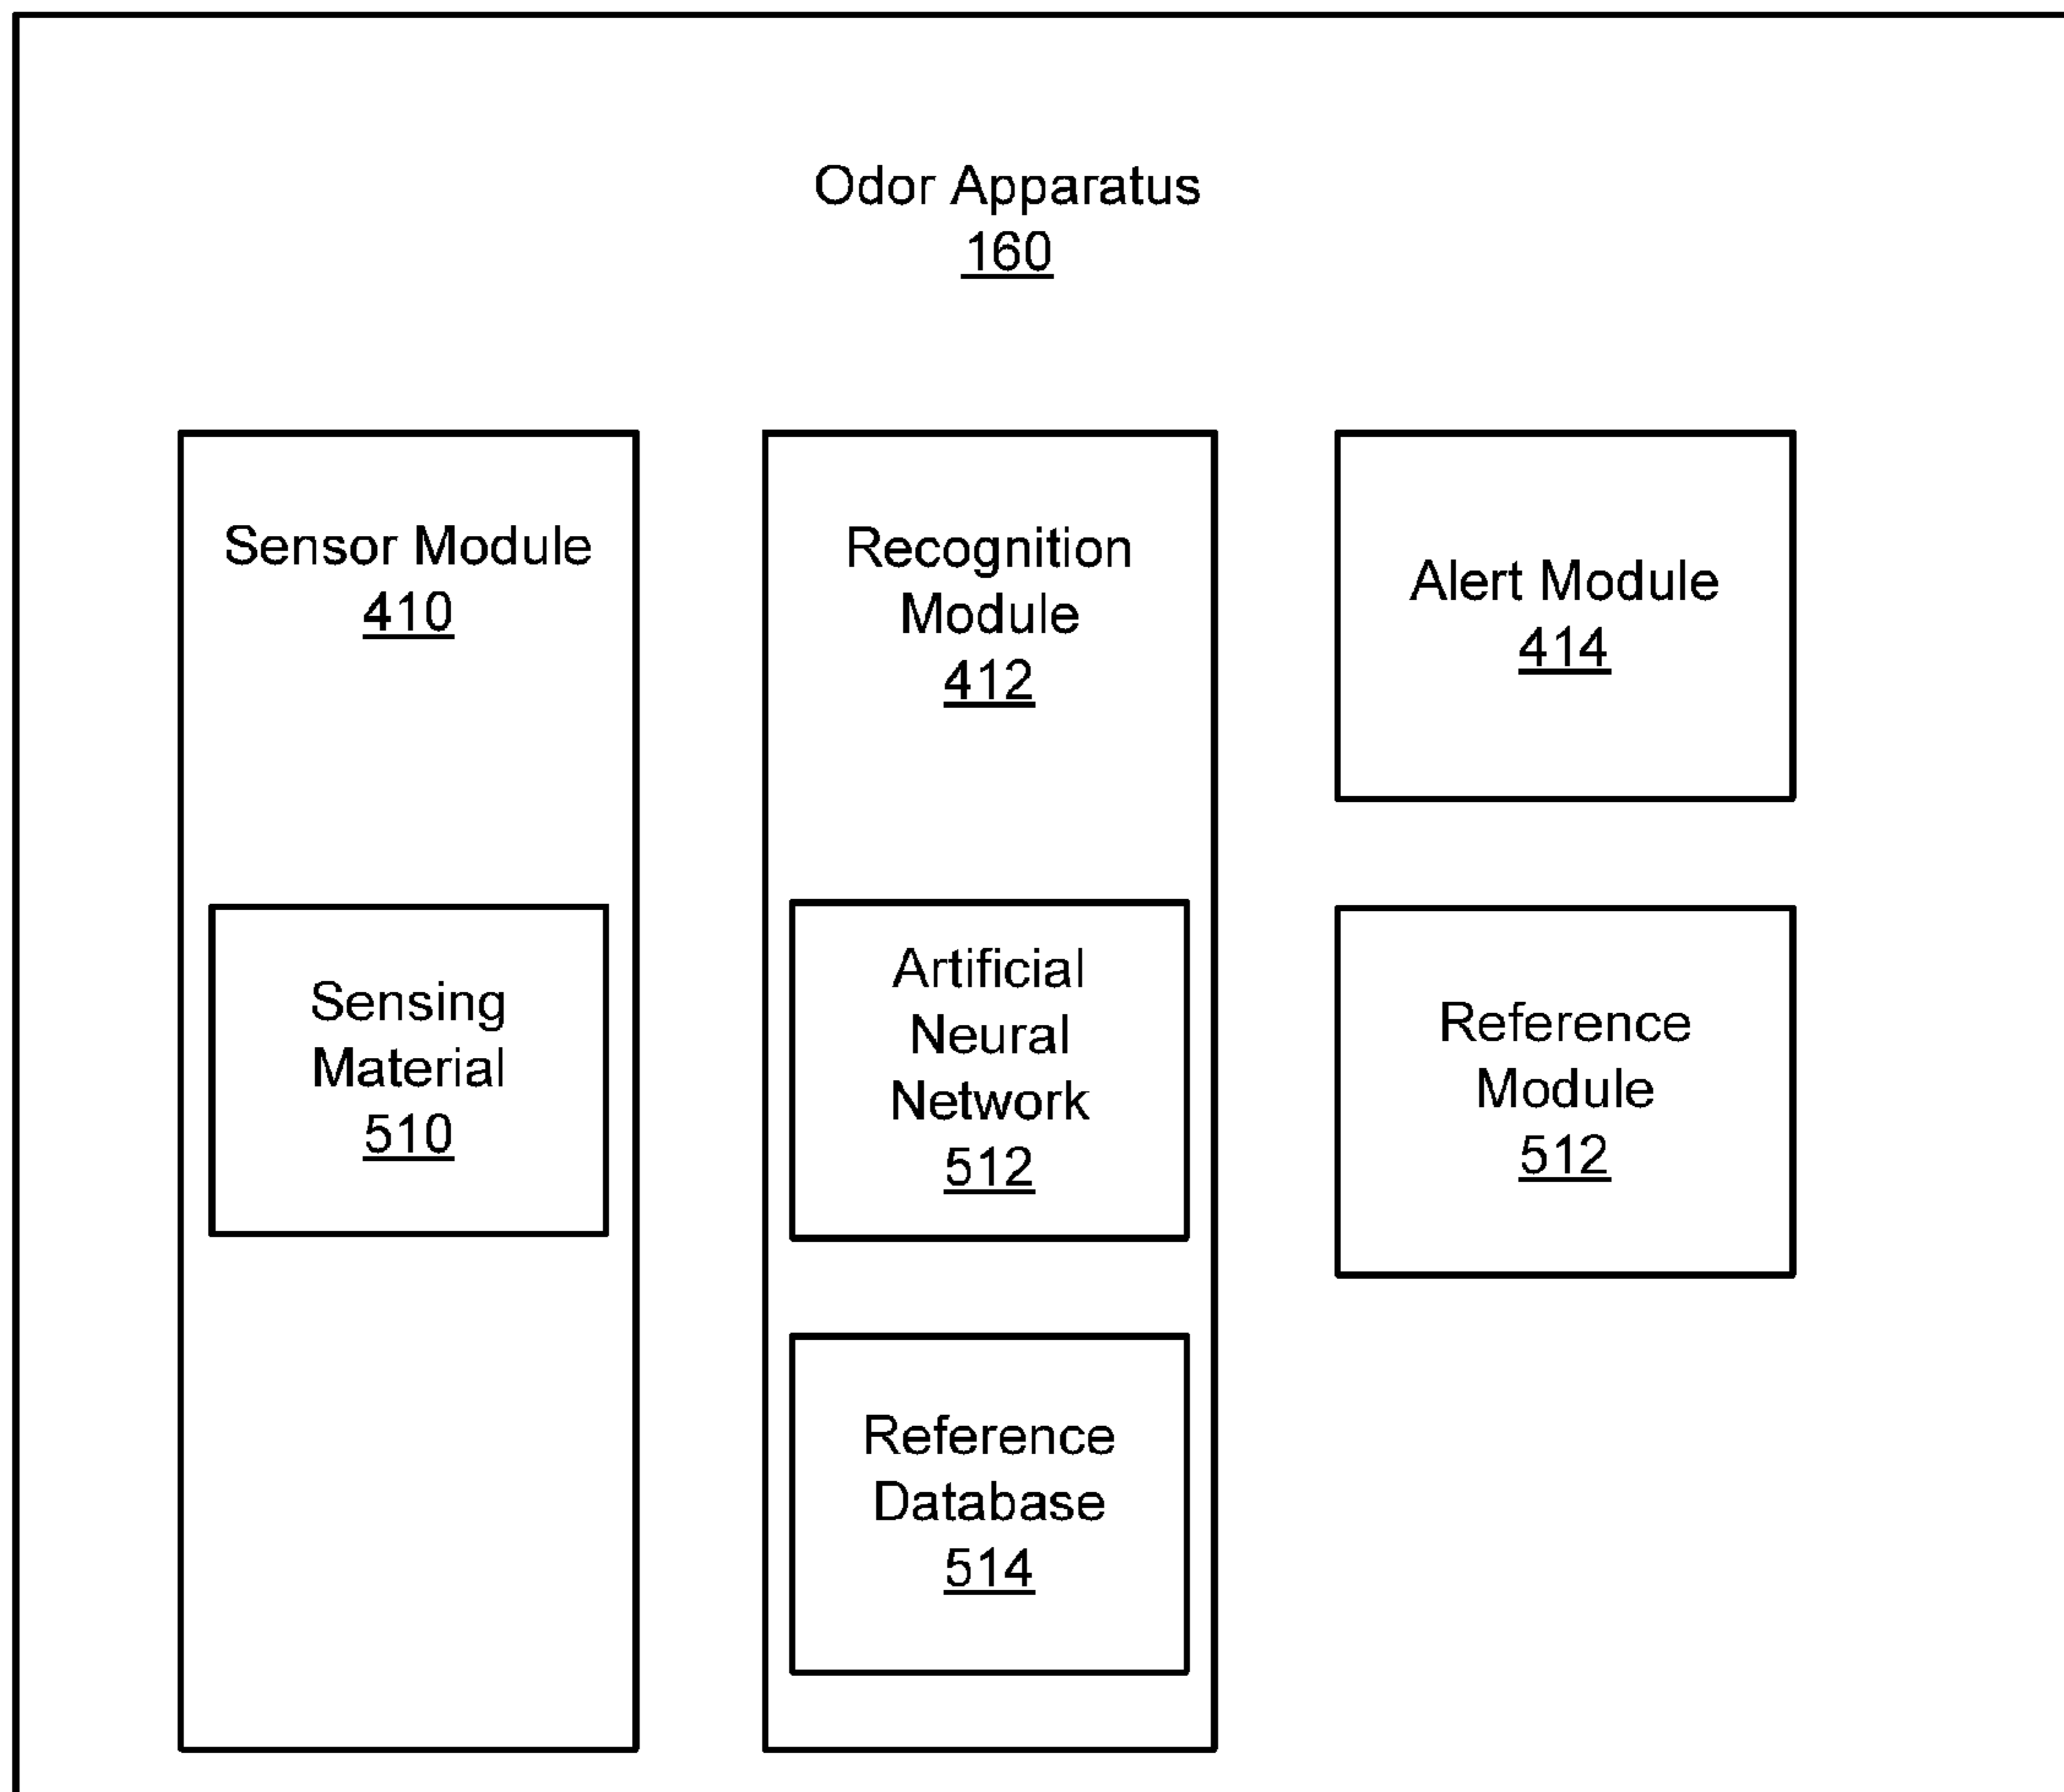 Odor Apparatus
160
Sensor Module
410
Sensing
Material
510
Recognition
Module
412
Artificial
Neural
Network
512
Reference
Database
514
Alert Module
414
Reference
Module
512